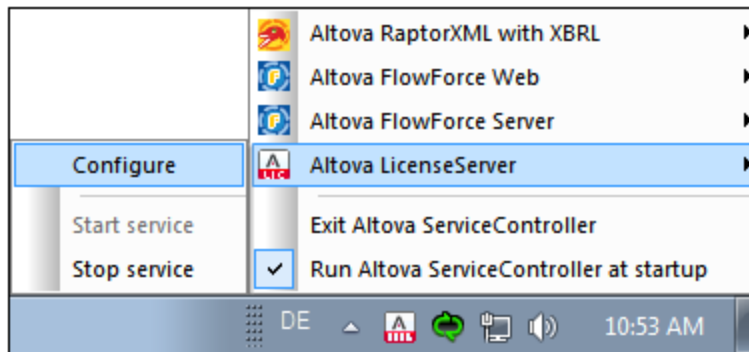 Altova RaptorXML with XBRL
Altova FlowForce Web
Altova FlowForce Server
Configure
Altova LicenseServer
Start service
Exit Altova ServiceController
Stop service
Run Altova ServiceController at startup
DE
10:53 AM